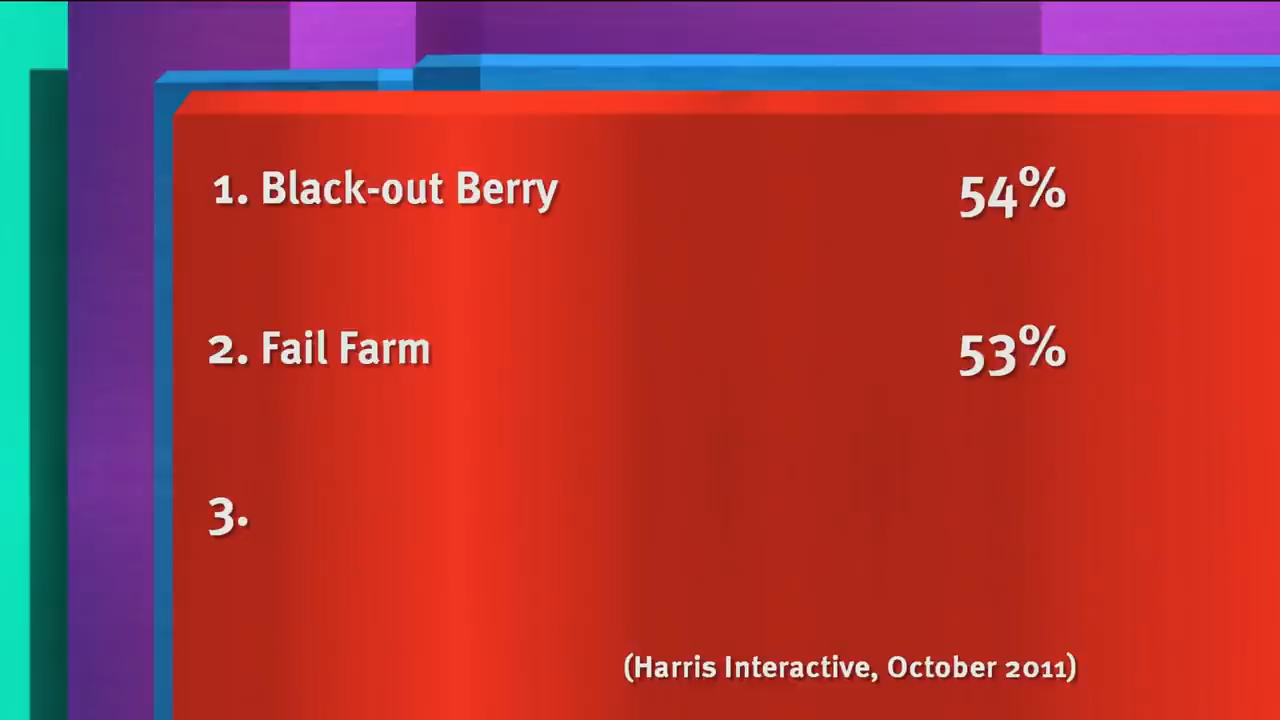 1. Black-out Berry 54%
2. Fail Farm 53%
3.
(Harris Interactive, October 2011)